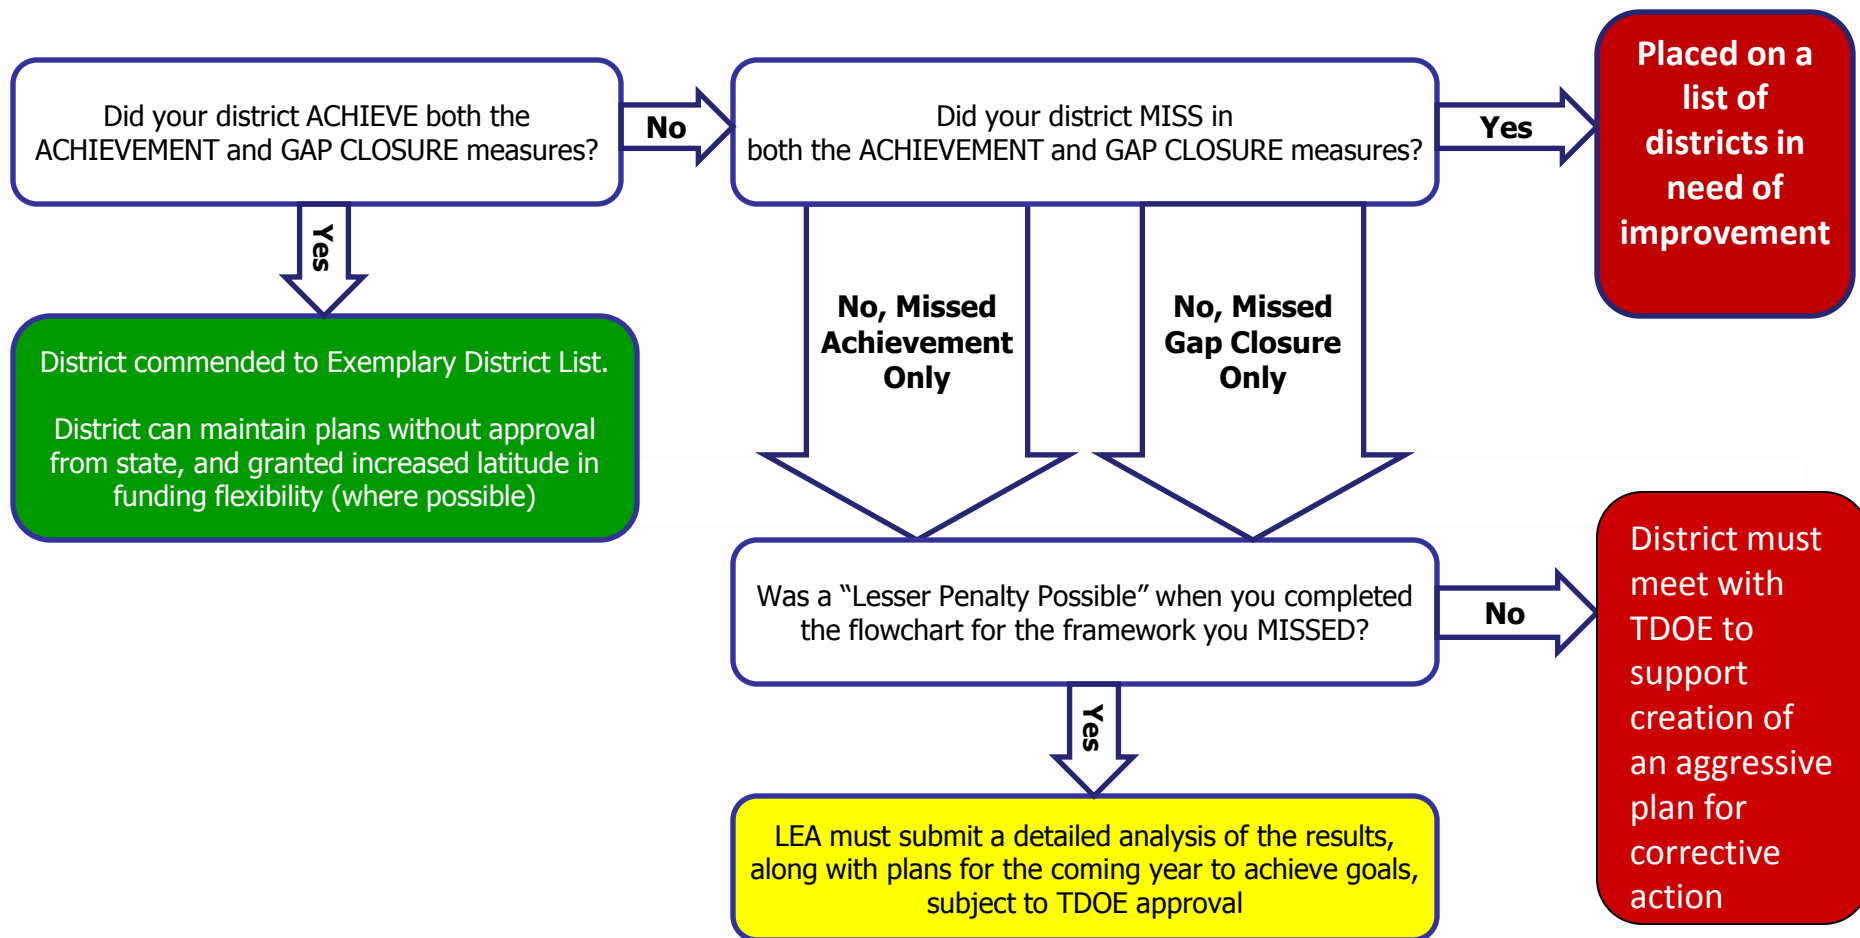 Did your district ACHIEVE both the
ACHIEVEMENT and GAP CLOSURE measures?
No
Did your district MISS in
both the ACHIEVEMENT and GAP CLOSURE measures?
Yes
Placed on a
list of
districts in
need of
improvement
Yes
District commended to Exemplary District List.
District can maintain plans without approval
from state, and granted increased latitude in
funding flexibility (where possible)
No, Missed
Achievement
Only
No, Missed
Gap Closure
Only
Was a “Lesser Penalty Possible” when you completed
the flowchart for the framework you MISSED?
No
District must
meet with
TDOE to
support
creation of
an aggressive
plan for
corrective
action
Yes
LEA must submit a detailed analysis of the results,
along with plans for the coming year to achieve goals,
subject to TDOE approval